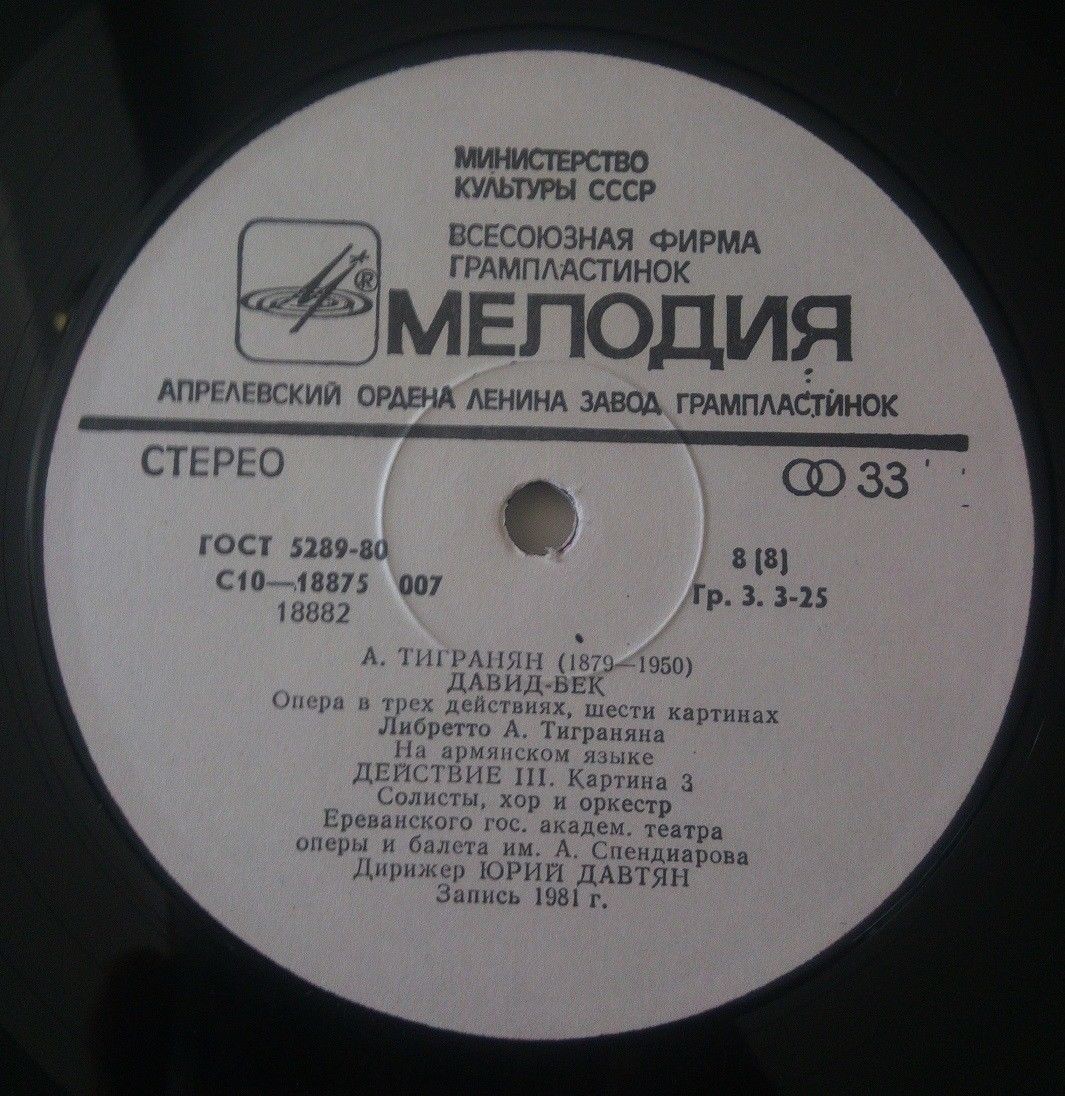 МИНИСТЕРСТВО
КУЛЬТУРЫ СССР
ВСЕСОЮЗНАЯ ФИРМА
ГРАМПЛАСТИНОК
®
МЕЛОДИЯ
АПРЕЛЕВСКИЙ ОРДЕНА ЛЕНИНА ЗАВОД ГРАМПЛАСТИНОК
СТЕРЕО
33
ГОСТ 5289-80
8 (8)
С10—18875 007
Гр. 3. 3-25
18882
А. ТИГРАНЯН (1879—1950)
ДАВИД-БЕК
Опера в трех действиях, шести картинах
Либретто А. Тиграняна
На армянском языке
ДЕЙСТВИЕ III. Картина 3
Солисты, хор и оркестр
Ереванского гос. академ. театра
оперы и балета им. А. Спендиарова
Дирижер ЮРИЙ ДАВТЯН
Запись 1981 г.